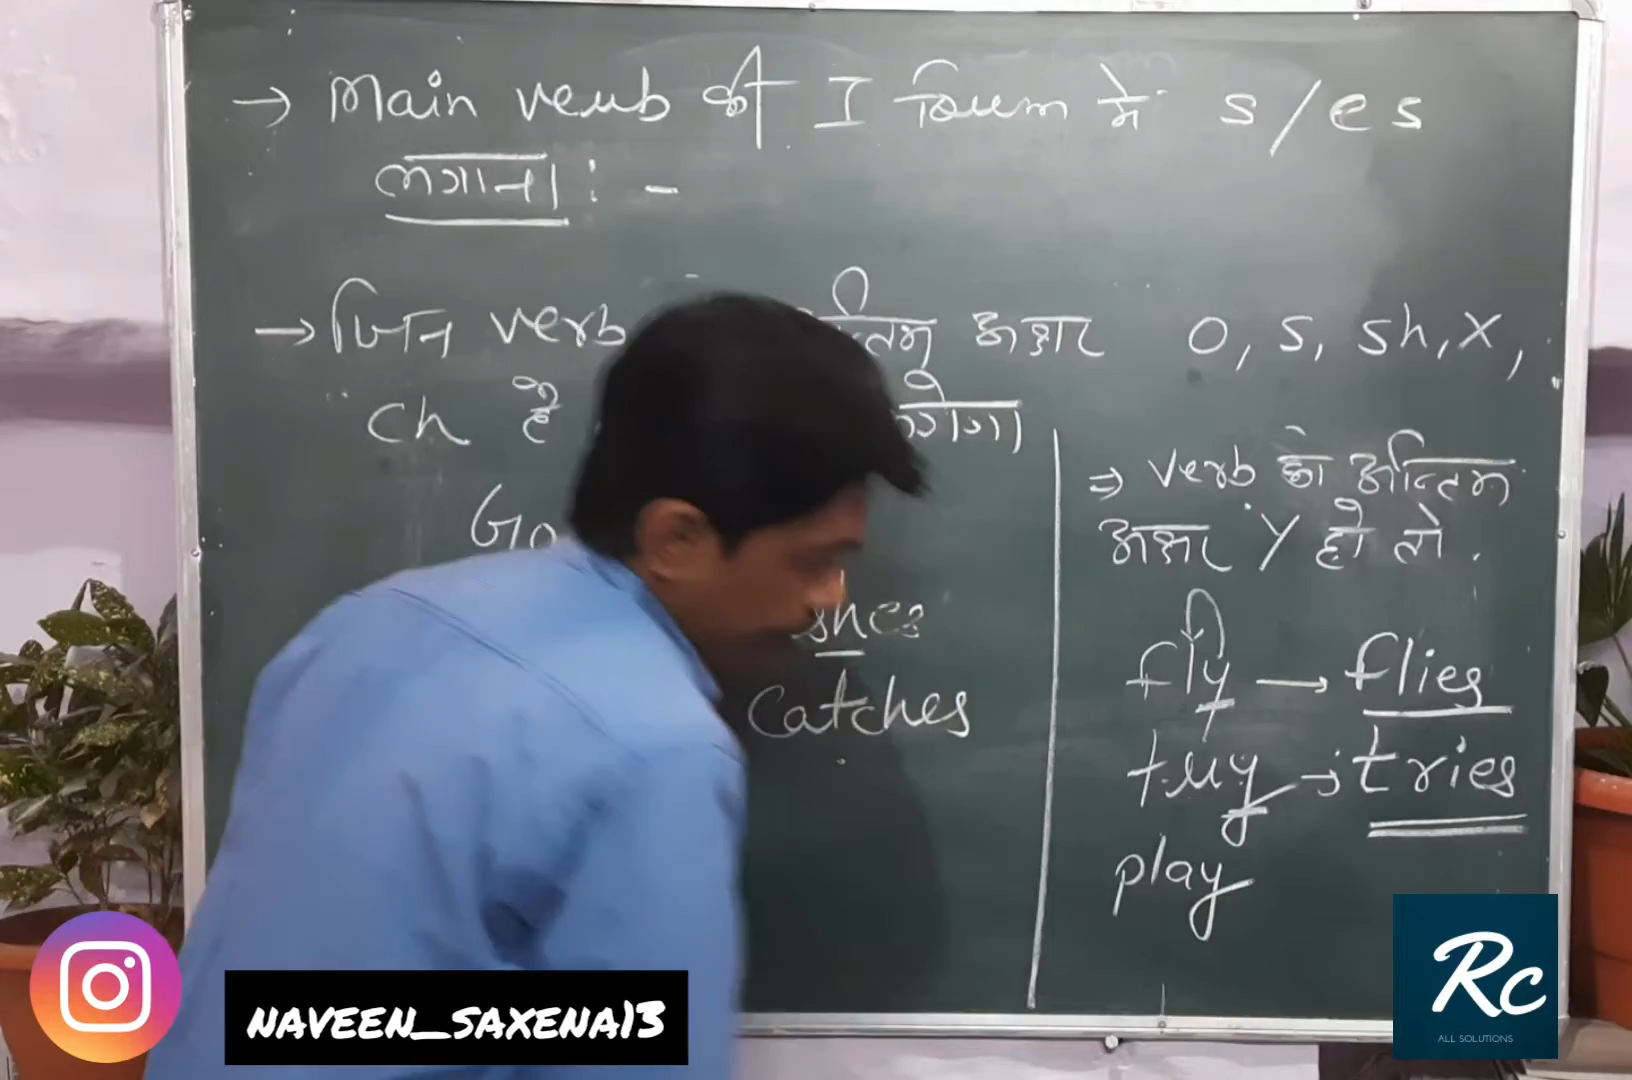 → Main verb की I form में s/es
लगाना : -
→ जिन verb अन्तिम अक्षर o, s, sh, x,
ch है लगेगा
Go
shes
catches
⇒ verb का अन्तिम
अक्षर y हो तो .
fly → flies
try → tries
play
NAVEEN_SAXENA13
Rc
ALL SOLUTIONS